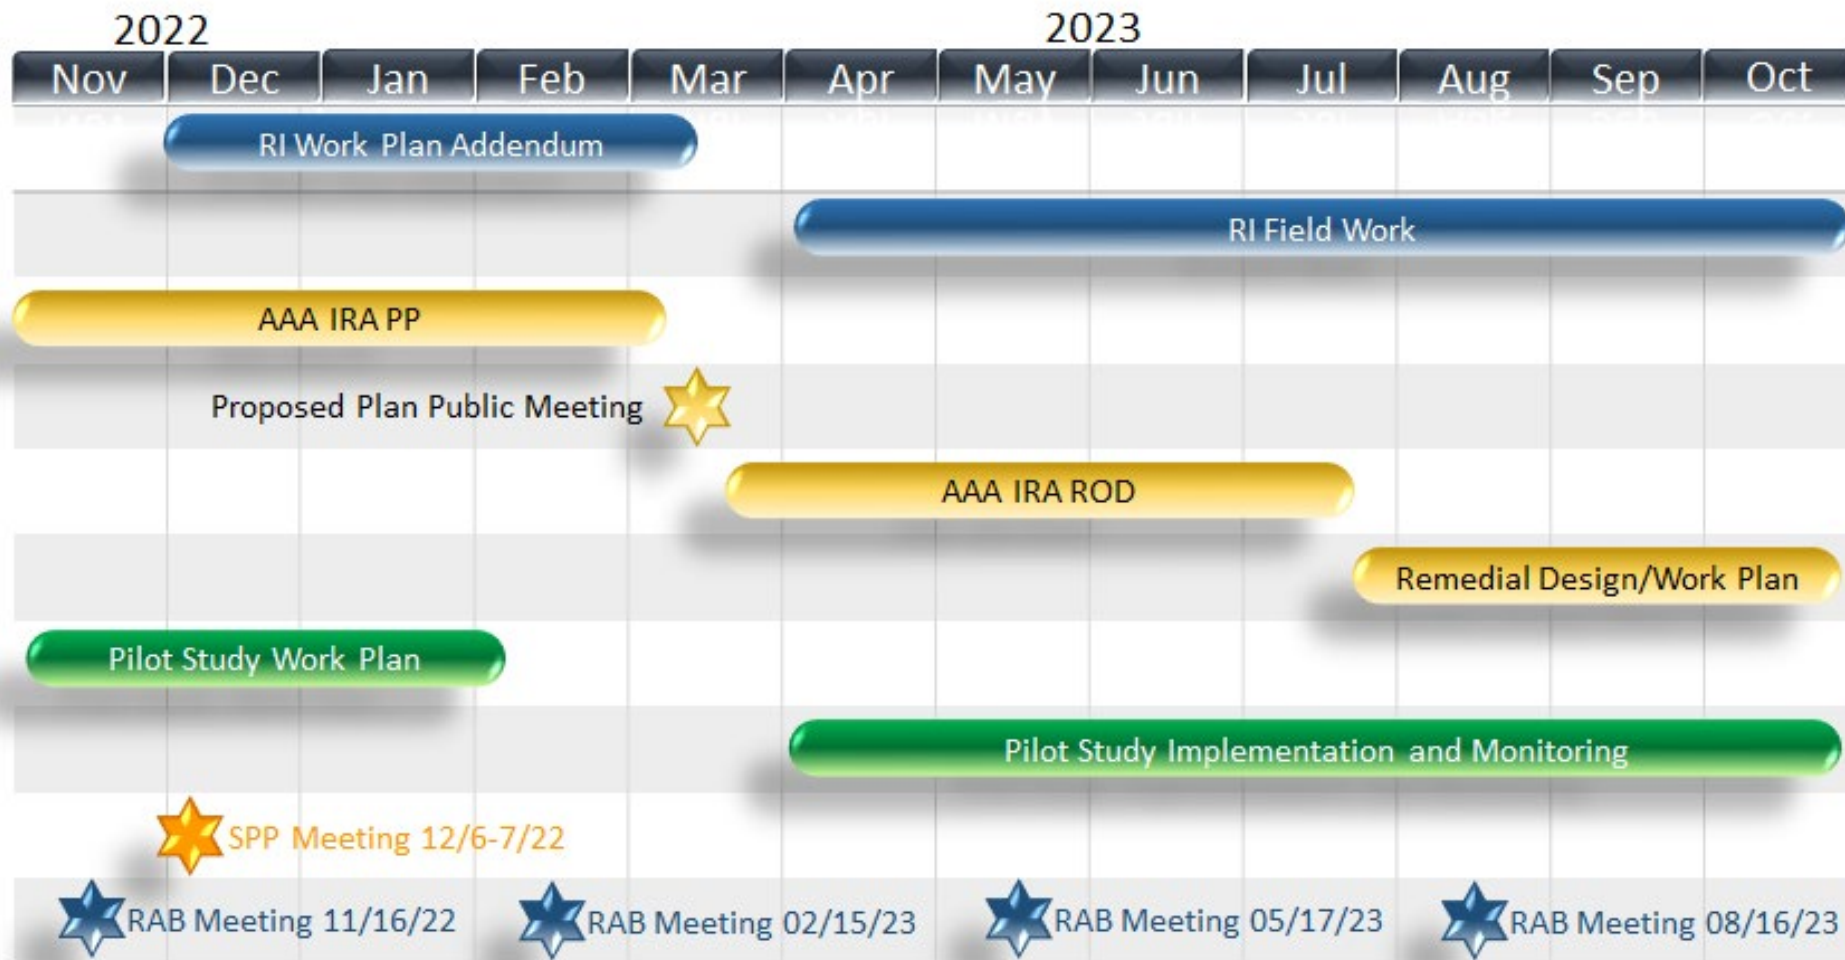 2022 2023
Nov Dec Jan Feb Mar Apr May Jun Jul Aug Sep Oct
RI Work Plan Addendum
RI Field Work
AAA IRA PP
Proposed Plan Public Meeting
AAA IRA ROD
Remedial Design/Work Plan
Pilot Study Work Plan
Pilot Study Implementation and Monitoring
SPP Meeting 12/6-7/22
RAB Meeting 11/16/22 RAB Meeting 02/15/23 RAB Meeting 05/17/23 RAB Meeting 08/16/23